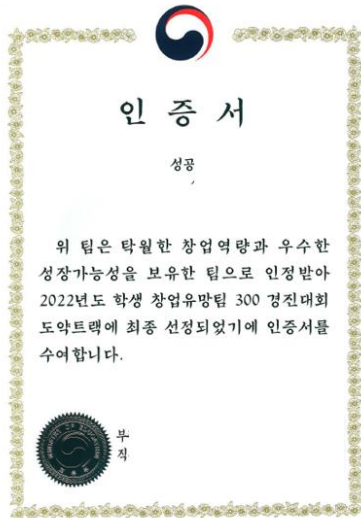 인증서
성공
위 팀은 탁월한 창업역량과 우수한
성장가능성을 보유한 팀으로 인정받아
2022년도 학생 창업유망팀 300 경진대회
도약트랙에 최종 선정되었기에 인증서를
수여합니다.
부
직